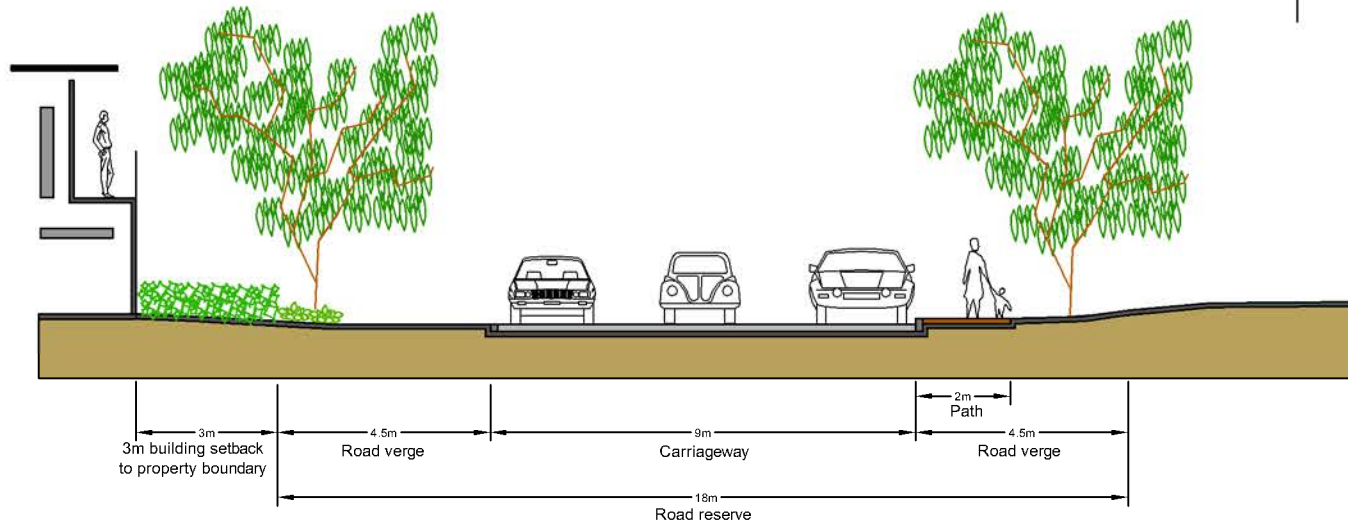 2m
Path
3m
3m building setback
to property boundary
4.5m
Road verge
9m
Carriageway
4.5m
Road verge
18m
Road reserve